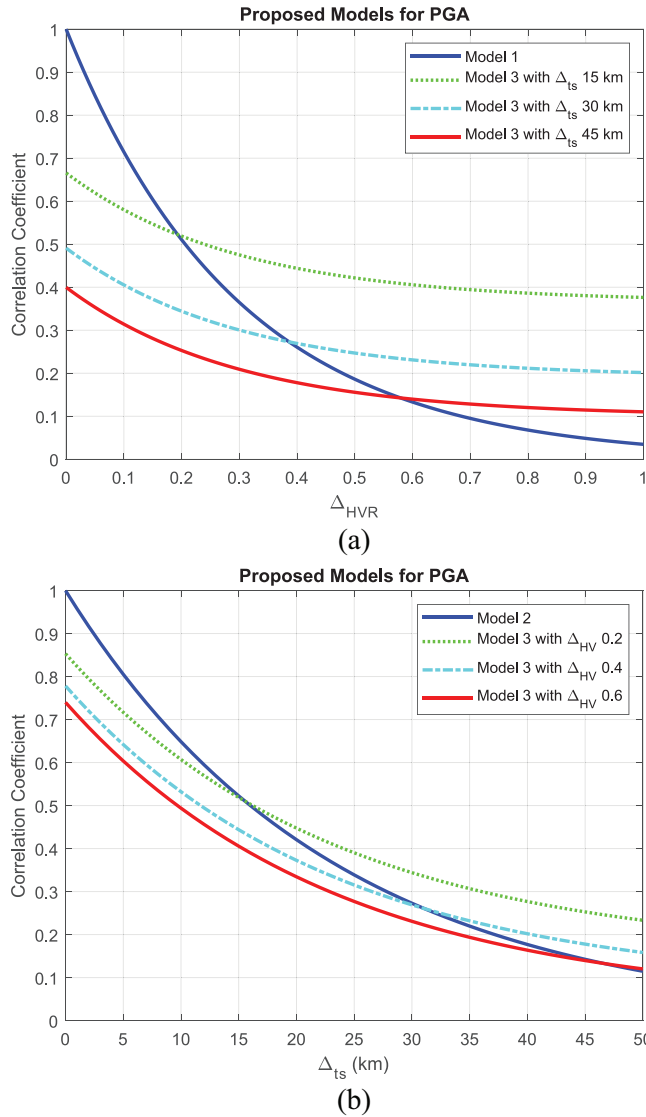 Proposed Models for PGA
Correlation Coefficient
1
0.9
0.8
0.7
0.6
0.5
0.4
0.3
0.2
0.1
0
Model 1
Model 3 with Δts 15 km
Model 3 with Δts 30 km
Model 3 with Δts 45 km
0 0.1 0.2 0.3 0.4 0.5 0.6 0.7 0.8 0.9 1
ΔHVR
(a)
Proposed Models for PGA
Correlation Coefficient
1
0.9
0.8
0.7
0.6
0.5
0.4
0.3
0.2
0.1
0
Model 2
Model 3 with ΔHV 0.2
Model 3 with ΔHV 0.4
Model 3 with ΔHV 0.6
0 5 10 15 20 25 30 35 40 45 50
Δts (km)
(b)